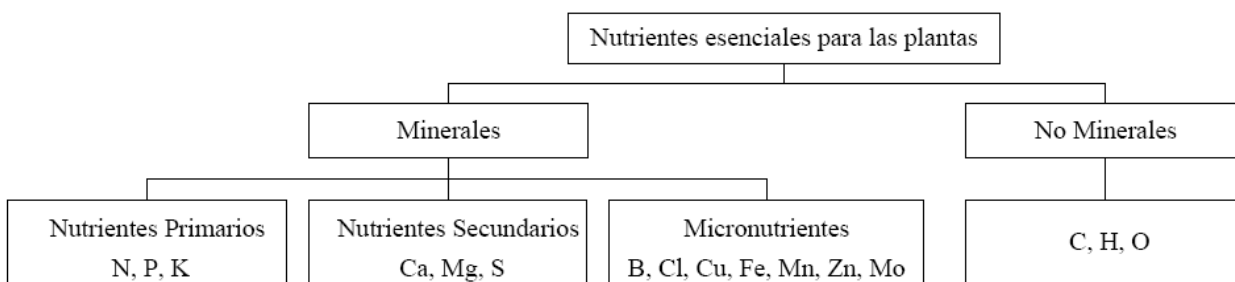 Nutrientes esenciales para las plantas
Minerales
No Minerales
Nutrientes Primarios
N, P, K
Nutrientes Secundarios
Ca, Mg, S
Micronutrientes
B, Cl, Cu, Fe, Mn, Zn, Mo
C, H, O